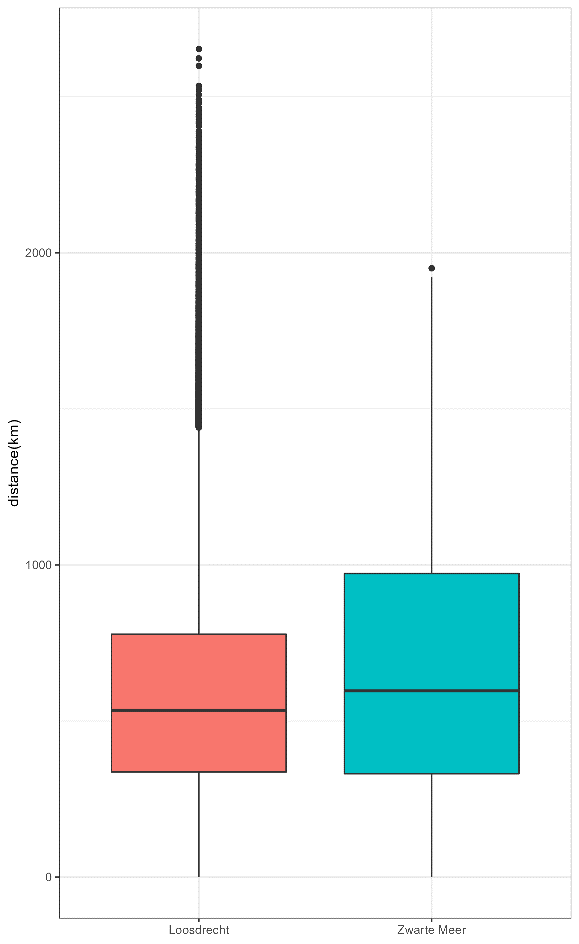 distance(km)
2000
1000
0
Loosdrecht
Zwarte Meer